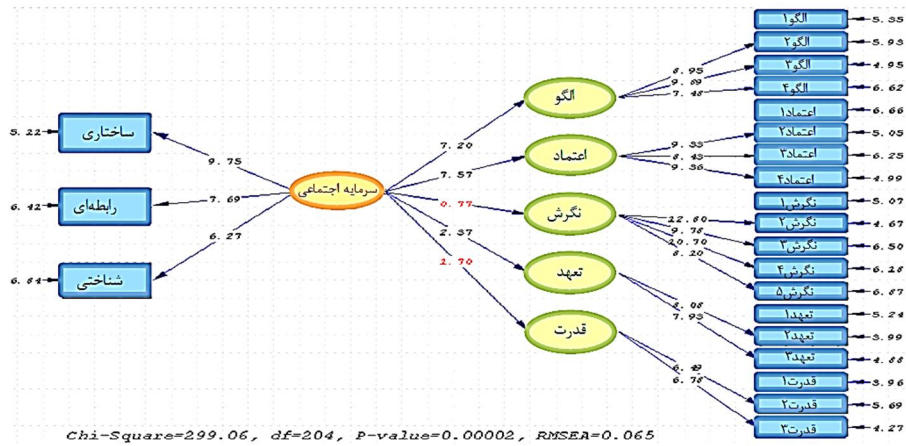 الگو۱ 5.35
الگو۲ 5.93
الگو۳ 4.95
الگو۴ 6.62
اعتماد۱ 6.66
اعتماد۲ 5.05
اعتماد۳ 6.25
اعتماد۴ 4.99
نگرش۱ 5.07
نگرش۲ 4.67
نگرش۳ 6.50
نگرش۴ 6.18
نگرش۵ 6.87
تعهد۱ 5.24
تعهد۲ 3.99
تعهد۳ 4.88
قدرت۱ 3.96
قدرت۲ 5.69
قدرت۳ 4.27
8.95
9.89
7.48
9.33
8.43
9.36
12.80
9.78
10.70
8.20
8.08
7.93
6.49
6.78
الگو
اعتماد
نگرش
تعهد
قدرت
7.20
7.57
0.77
2.37
1.70
سرمایه اجتماعی
9.75
7.69
6.27
ساختاری 5.22
رابطه‌ای 6.42
شناختی 6.84
Chi-Square=299.06, df=204, P-value=0.00002, RMSEA=0.065